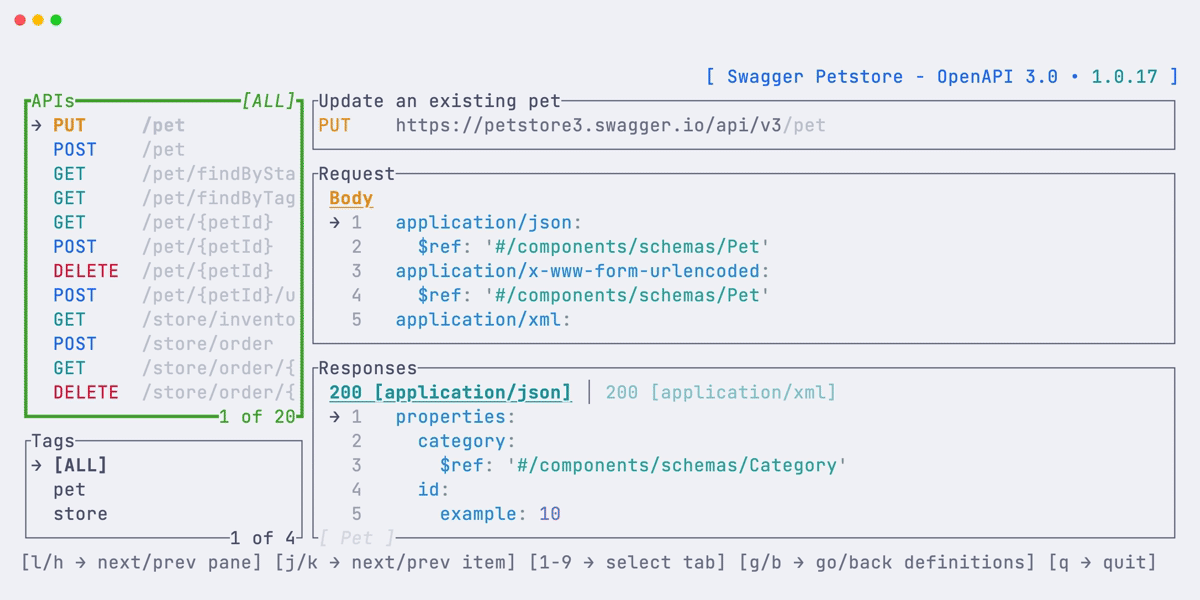 [ Swagger Petstore - OpenAPI 3.0 • 1.0.17 ]
APIs [ALL]
→ PUT /pet
POST /pet
GET /pet/findBySta
GET /pet/findByTag
GET /pet/{petId}
POST /pet/{petId}
DELETE /pet/{petId}
POST /pet/{petId}/u
GET /store/invento
POST /store/order
GET /store/order/{
DELETE /store/order/{
1 of 20
Tags
→ [ALL]
pet
store
1 of 4
Update an existing pet
PUT https://petstore3.swagger.io/api/v3/pet
Request
Body
→ 1 application/json:
2 $ref: '#/components/schemas/Pet'
3 application/x-www-form-urlencoded:
4 $ref: '#/components/schemas/Pet'
5 application/xml:
Responses
200 [application/json] │ 200 [application/xml]
→ 1 properties:
2 category:
3 $ref: '#/components/schemas/Category'
4 id:
5 example: 10
[ Pet ]
[l/h → next/prev pane] [j/k → next/prev item] [1-9 → select tab] [g/b → go/back definitions] [q → quit]